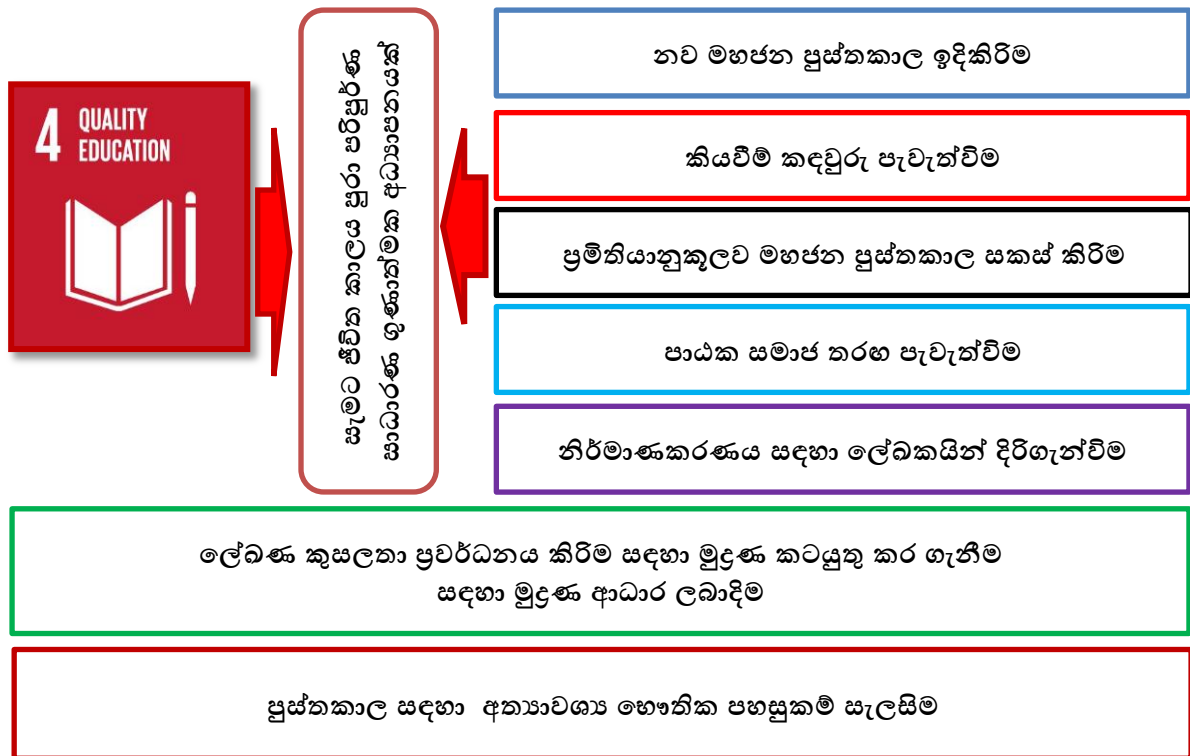 4 QUALITY
EDUCATION
සැමට ජීවිත කාලය පුරා පරිපූර්ණ
සාධාරණ ගුණාත්මක අධ්‍යාපනයක්
නව මහජන පුස්තකාල ඉදිකිරිම
කියවීම් කඳවුරු පැවැත්විම
ප්‍රමිතියානුකූලව මහජන පුස්තකාල සකස් කිරිම
පාඨක සමාජ තරඟ පැවැත්විම
නිර්මාණකරණය සඳහා ලේඛකයින් දිරිගැන්විම
ලේඛණ කුසලතා ප්‍රවර්ධනය කිරිම සඳහා මුද්‍රණ කටයුතු කර ගැනීම
සඳහා මුද්‍රණ ආධාර ලබාදිම
පුස්තකාල සඳහා අත්‍යාවශ්‍ය භෞතික පහසුකම් සැලසිම